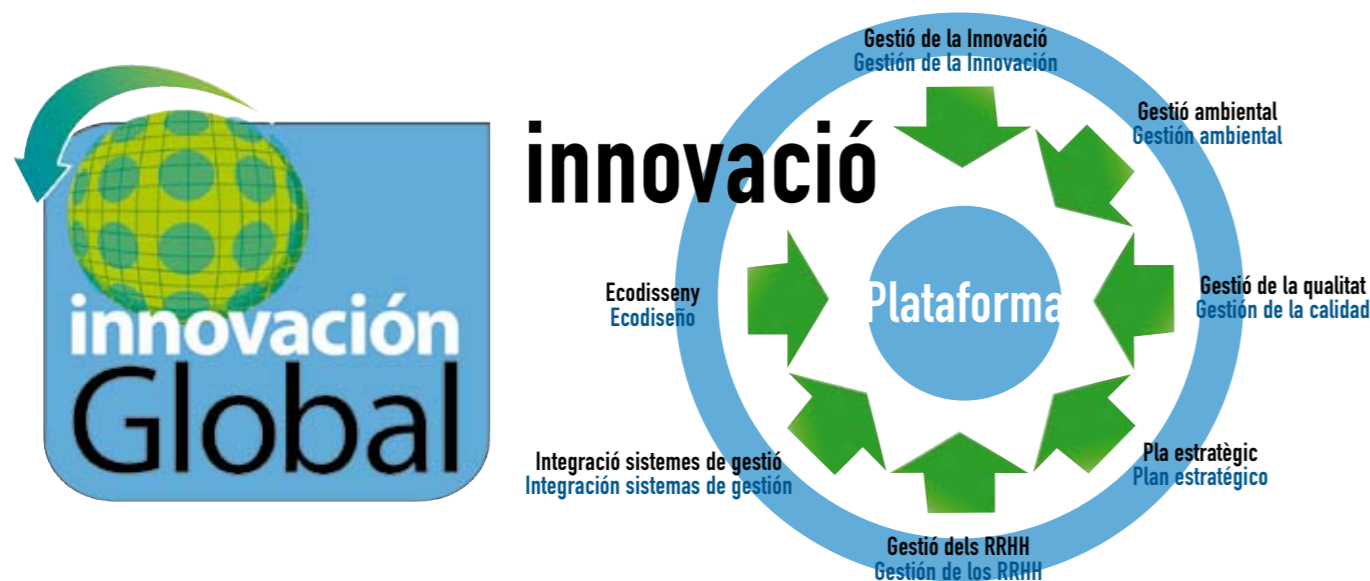 innovación
Global
innovació
Plataforma
Gestió de la Innovació
Gestión de la Innovación
Gestió ambiental
Gestión ambiental
Gestió de la qualitat
Gestión de la calidad
Pla estratègic
Plan estratégico
Gestió dels RRHH
Gestión de los RRHH
Integració sistemes de gestió
Integración sistemas de gestión
Ecodisseny
Ecodiseño